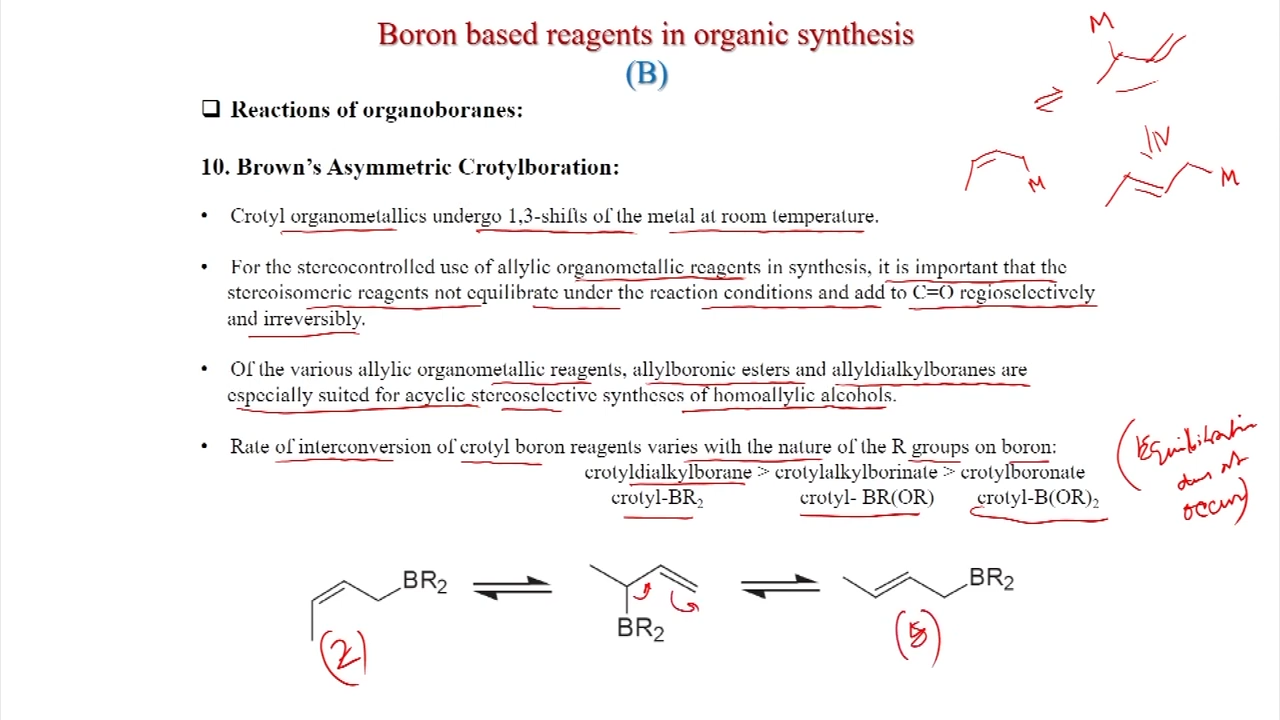 Boron based reagents in organic synthesis
(B)
❑ Reactions of organoboranes:
10. Brown's Asymmetric Crotylboration:
• Crotyl organometallics undergo 1,3-shifts of the metal at room temperature.
• For the stereocontrolled use of allylic organometallic reagents in synthesis, it is important that the
stereoisomeric reagents not equilibrate under the reaction conditions and add to C=O regioselectively
and irreversibly.
• Of the various allylic organometallic reagents, allylboronic esters and allyldialkylboranes are
especially suited for acyclic stereoselective syntheses of homoallylic alcohols.
• Rate of interconversion of crotyl boron reagents varies with the nature of the R groups on boron:
crotyldialkylborane > crotylalkylborinate > crotylboronate
crotyl-BR₂ crotyl- BR(OR) crotyl-B(OR)₂
M
M
M
(Equilibration
does not
occur)
BR₂
BR₂
BR₂
(Z)